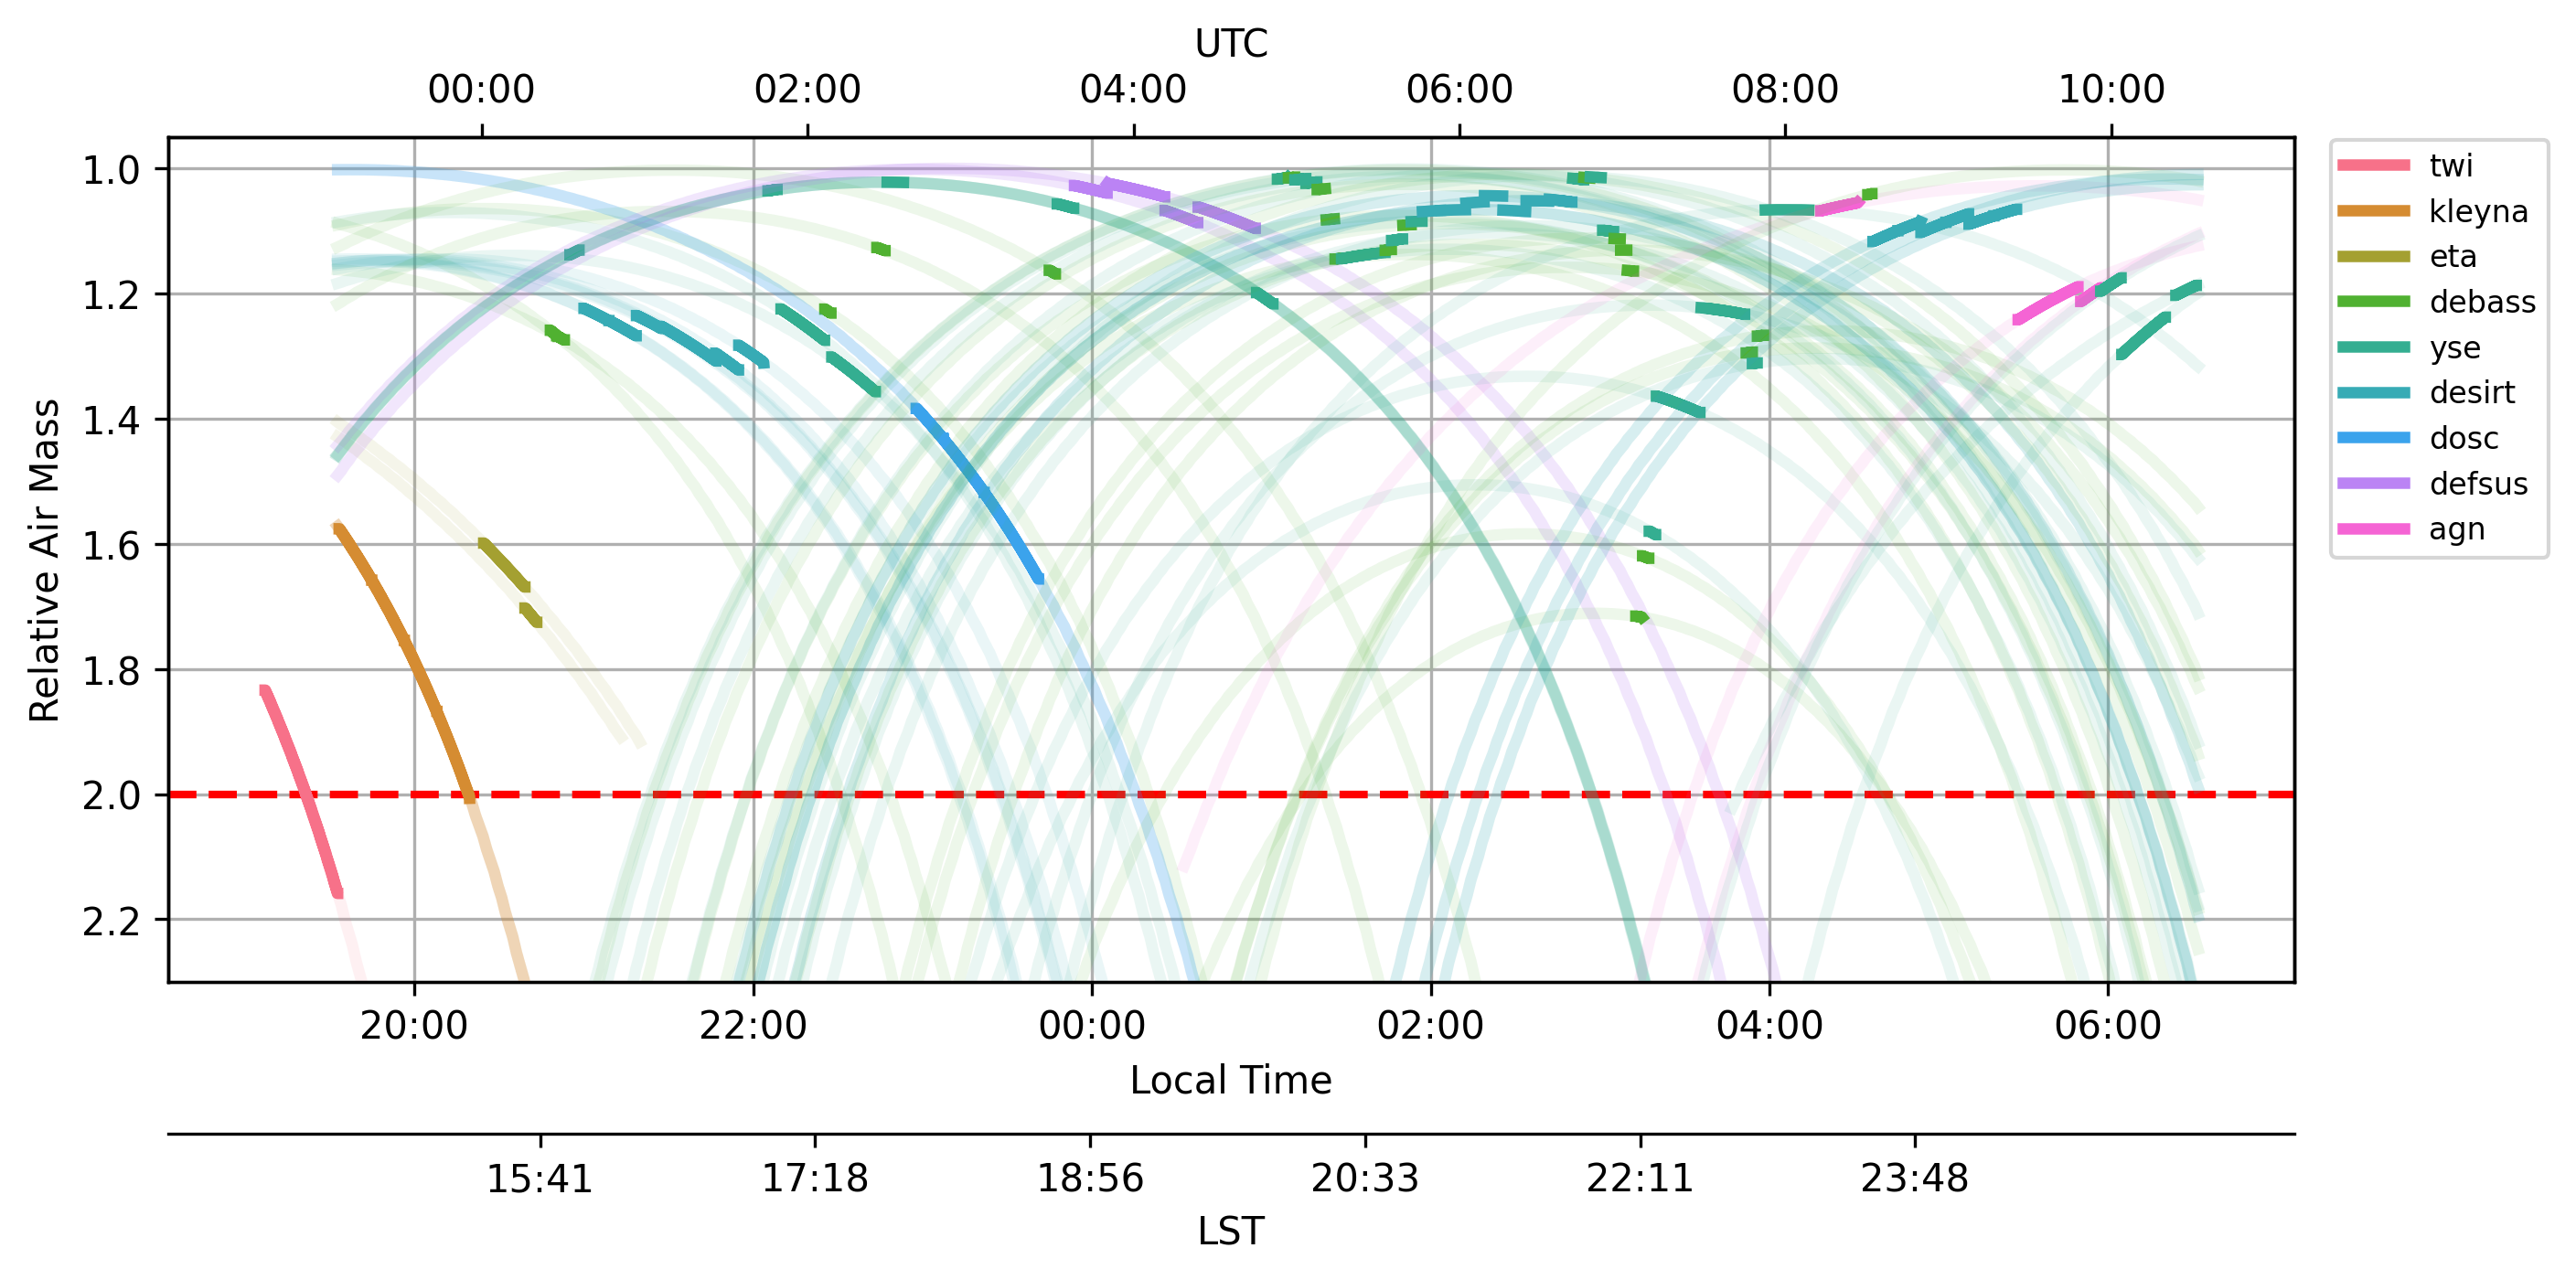 UTC
00:00 02:00 04:00 06:00 08:00 10:00
Relative Air Mass
1.0
1.2
1.4
1.6
1.8
2.0
2.2
twi
kleyna
eta
debass
yse
desirt
dosc
defsus
agn
20:00 22:00 00:00 02:00 04:00 06:00
Local Time
15:41 17:18 18:56 20:33 22:11 23:48
LST